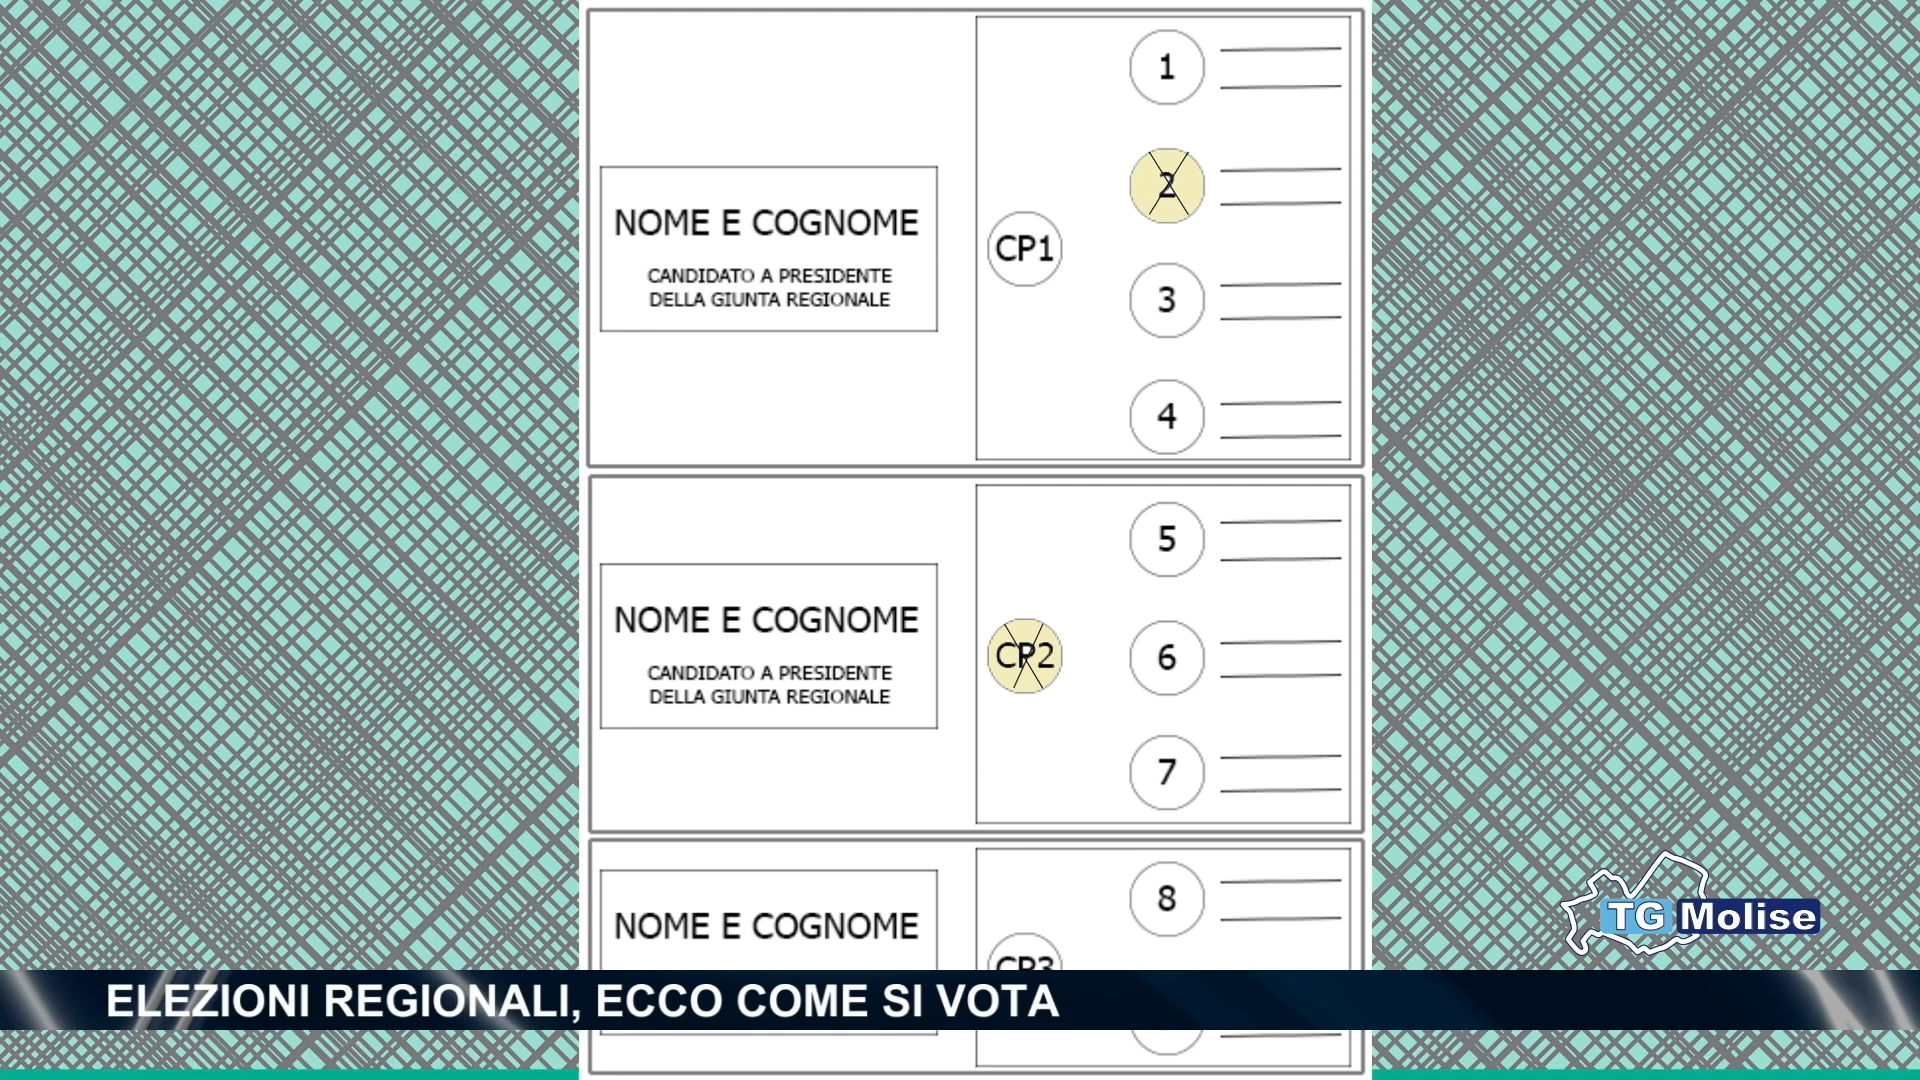 1
2
NOME E COGNOME
CP1
CANDIDATO A PRESIDENTE
DELLA GIUNTA REGIONALE
3
4
5
NOME E COGNOME
CP2
6
CANDIDATO A PRESIDENTE
DELLA GIUNTA REGIONALE
7
8
NOME E COGNOME
CP3
TG Molise
ELEZIONI REGIONALI, ECCO COME SI VOTA